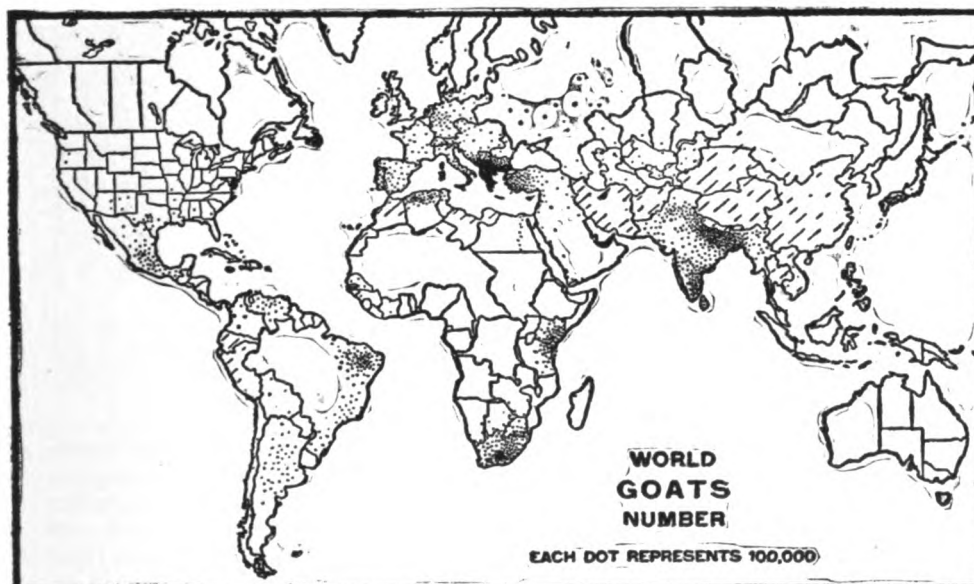 WORLD
GOATS
NUMBER
EACH DOT REPRESENTS 100,000